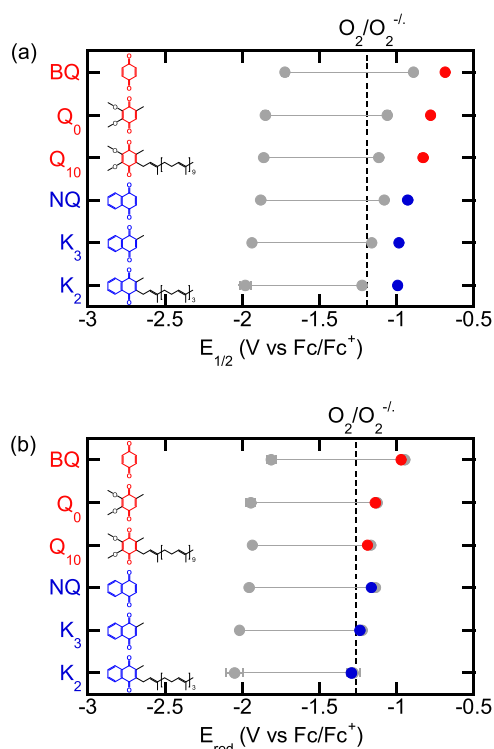 (a)
O2/O2-/.
BQ
Q0
Q10
NQ
K3
K2
O
O
O
O
O
O
O
O
O
O
9
O
O
O
O
O
O
3
-3
-2.5
-2
-1.5
-1
-0.5
E1/2 (V vs Fc/Fc+)
(b)
O2/O2-/.
BQ
Q0
Q10
NQ
K3
K2
O
O
O
O
O
O
O
O
O
O
9
O
O
O
O
O
O
3
-3
-2.5
-2
-1.5
-1
-0.5
Ered (V vs Fc/Fc+)